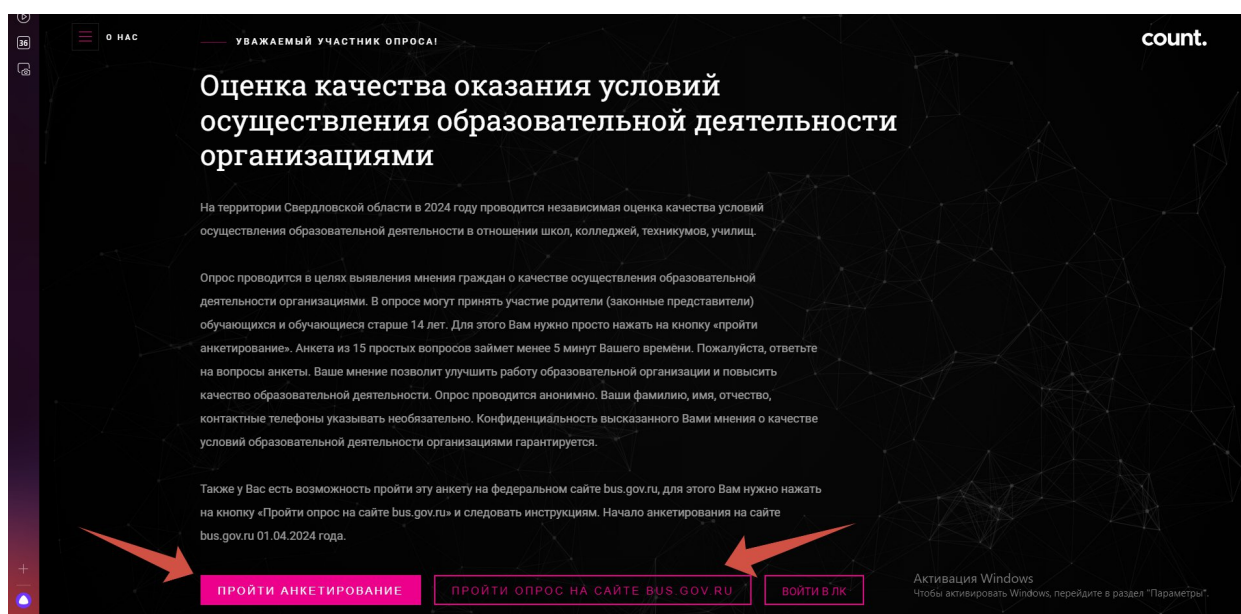 36
О НАС
УВАЖАЕМЫЙ УЧАСТНИК ОПРОСА!
count.
Оценка качества оказания условий
осуществления образовательной деятельности
организациями
На территории Свердловской области в 2024 году проводится независимая оценка качества условий
осуществления образовательной деятельности в отношении школ, колледжей, техникумов, училищ.
Опрос проводится в целях выявления мнения граждан о качестве осуществления образовательной
деятельности организациями. В опросе могут принять участие родители (законные представители)
обучающихся и обучающиеся старше 14 лет. Для этого Вам нужно просто нажать на кнопку «пройти
анкетирование». Анкета из 15 простых вопросов займет менее 5 минут Вашего времени. Пожалуйста, ответьте
на вопросы анкеты. Ваше мнение позволит улучшить работу образовательной организации и повысить
качество образовательной деятельности. Опрос проводится анонимно. Ваши фамилию, имя, отчество,
контактные телефоны указывать необязательно. Конфиденциальность высказанного Вами мнения о качестве
условий образовательной деятельности организациями гарантируется.
Также у Вас есть возможность пройти эту анкету на федеральном сайте bus.gov.ru, для этого Вам нужно нажать
на кнопку «Пройти опрос на сайте bus.gov.ru» и следовать инструкциям. Начало анкетирования на сайте
bus.gov.ru 01.04.2024 года.
ПРОЙТИ АНКЕТИРОВАНИЕ
ПРОЙТИ ОПРОС НА САЙТЕ BUS.GOV.RU
ВОЙТИ В ЛК
Активация Windows
Чтобы активировать Windows, перейдите в раздел "Параметры".